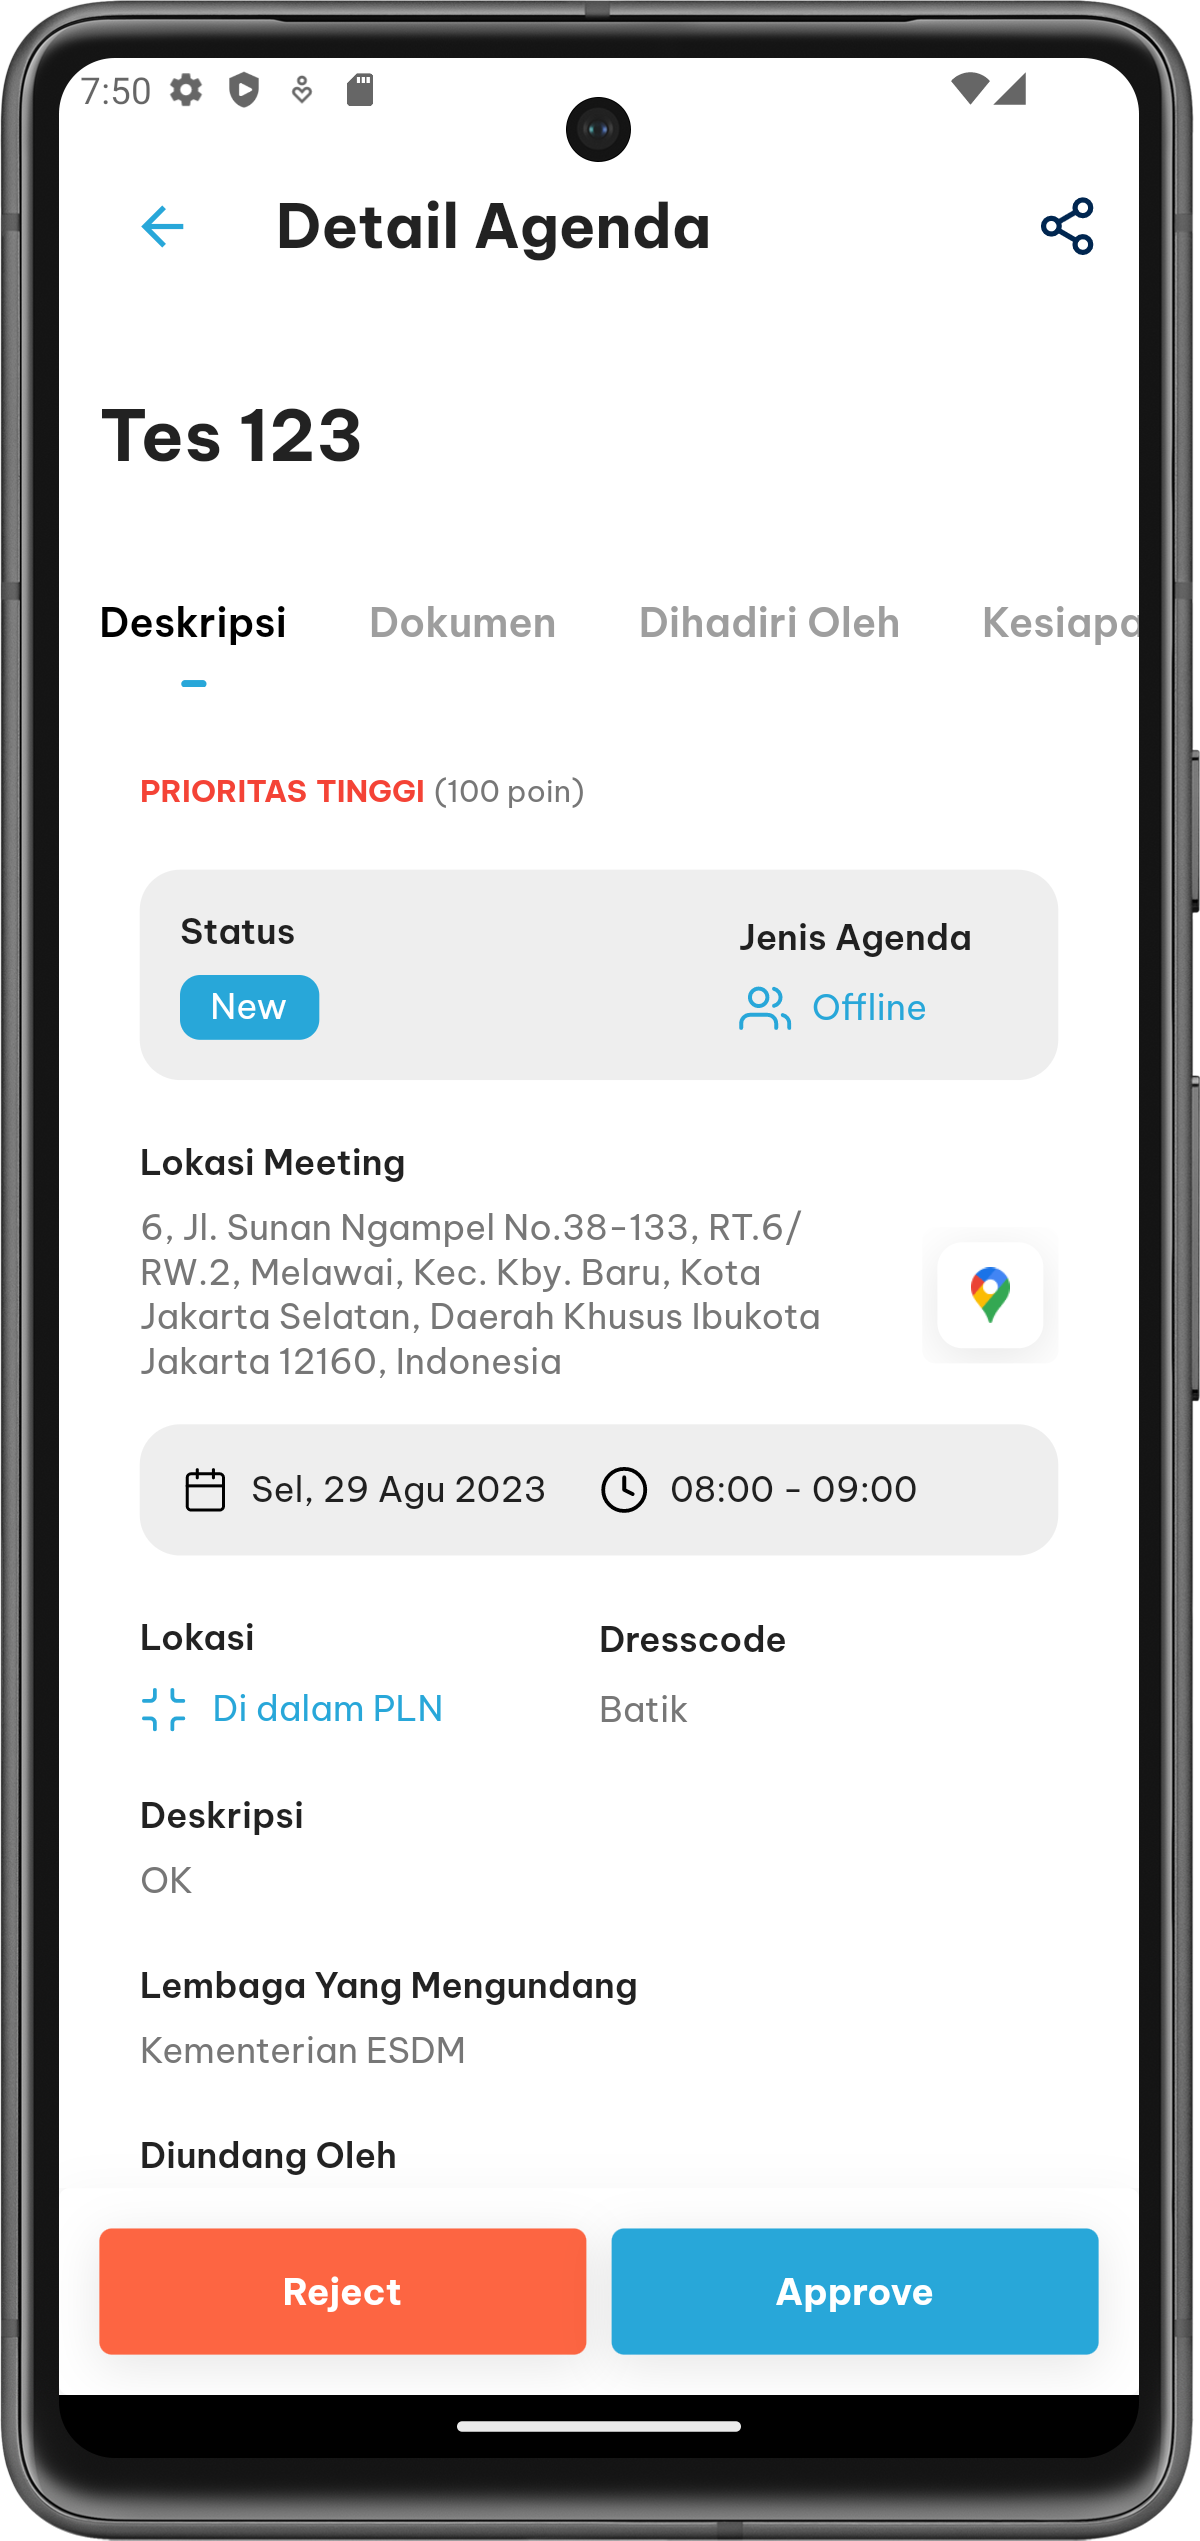 7:50
Detail Agenda
Tes 123
Deskripsi Dokumen Dihadiri Oleh Kesiapa
PRIORITAS TINGGI (100 poin)
Status Jenis Agenda
New Offline
Lokasi Meeting
6, Jl. Sunan Ngampel No.38-133, RT.6/
RW.2, Melawai, Kec. Kby. Baru, Kota
Jakarta Selatan, Daerah Khusus Ibukota
Jakarta 12160, Indonesia
Sel, 29 Agu 2023 08:00 - 09:00
Lokasi Dresscode
Di dalam PLN Batik
Deskripsi
OK
Lembaga Yang Mengundang
Kementerian ESDM
Diundang Oleh
Reject Approve